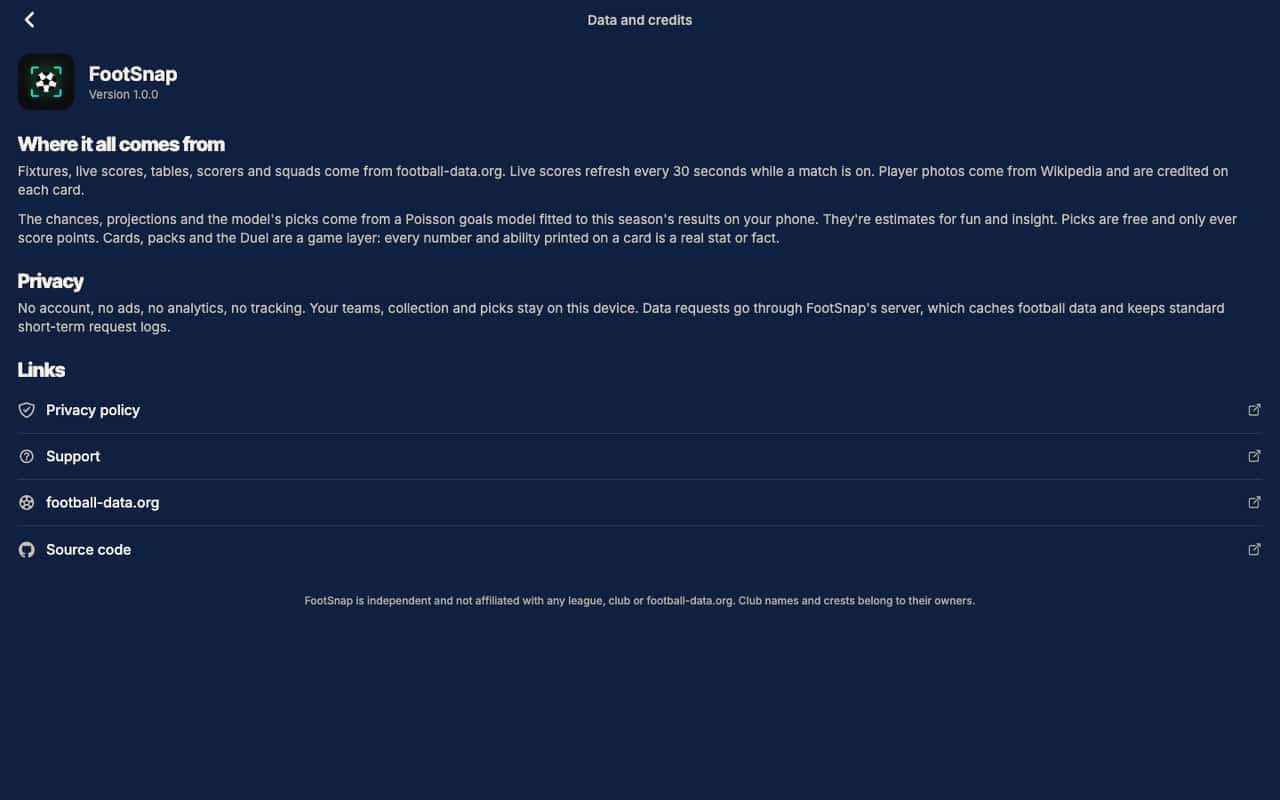 Data and credits
FootSnap
Version 1.0.0
Where it all comes from
Fixtures, live scores, tables, scorers and squads come from football-data.org. Live scores refresh every 30 seconds while a match is on. Player photos come from Wikipedia and are credited on
each card.
The chances, projections and the model's picks come from a Poisson goals model fitted to this season's results on your phone. They're estimates for fun and insight. Picks are free and only ever
score points. Cards, packs and the Duel are a game layer: every number and ability printed on a card is a real stat or fact.
Privacy
No account, no ads, no analytics, no tracking. Your teams, collection and picks stay on this device. Data requests go through FootSnap's server, which caches football data and keeps standard
short-term request logs.
Links
Privacy policy
Support
football-data.org
Source code
FootSnap is independent and not affiliated with any league, club or football-data.org. Club names and crests belong to their owners.